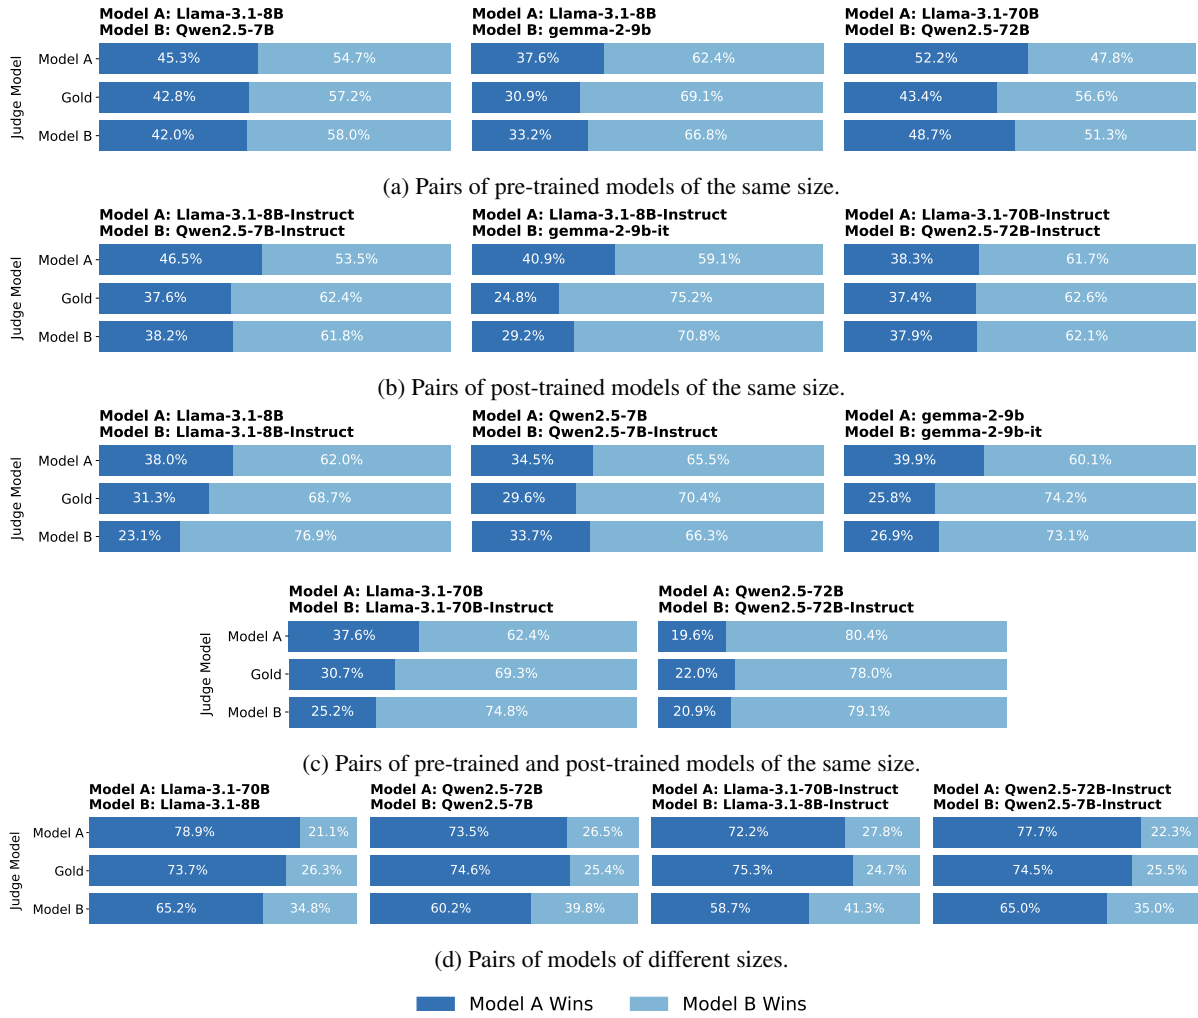 Model A: Llama-3.1-8B
Model B: Qwen2.5-7B
Model A: Llama-3.1-8B
Model B: gemma-2-9b
Model A: Llama-3.1-70B
Model B: Qwen2.5-72B
Judge Model
Model A 45.3% 54.7% 37.6% 62.4% 52.2% 47.8%
Gold 42.8% 57.2% 30.9% 69.1% 43.4% 56.6%
Model B 42.0% 58.0% 33.2% 66.8% 48.7% 51.3%
(a) Pairs of pre-trained models of the same size.
Model A: Llama-3.1-8B-Instruct
Model B: Qwen2.5-7B-Instruct
Model A: Llama-3.1-8B-Instruct
Model B: gemma-2-9b-it
Model A: Llama-3.1-70B-Instruct
Model B: Qwen2.5-72B-Instruct
Judge Model
Model A 46.5% 53.5% 40.9% 59.1% 38.3% 61.7%
Gold 37.6% 62.4% 24.8% 75.2% 37.4% 62.6%
Model B 38.2% 61.8% 29.2% 70.8% 37.9% 62.1%
(b) Pairs of post-trained models of the same size.
Model A: Llama-3.1-8B
Model B: Llama-3.1-8B-Instruct
Model A: Qwen2.5-7B
Model B: Qwen2.5-7B-Instruct
Model A: gemma-2-9b
Model B: gemma-2-9b-it
Judge Model
Model A 38.0% 62.0% 34.5% 65.5% 39.9% 60.1%
Gold 31.3% 68.7% 29.6% 70.4% 25.8% 74.2%
Model B 23.1% 76.9% 33.7% 66.3% 26.9% 73.1%
Model A: Llama-3.1-70B
Model B: Llama-3.1-70B-Instruct
Model A: Qwen2.5-72B
Model B: Qwen2.5-72B-Instruct
Judge Model
Model A 37.6% 62.4% 19.6% 80.4%
Gold 30.7% 69.3% 22.0% 78.0%
Model B 25.2% 74.8% 20.9% 79.1%
(c) Pairs of pre-trained and post-trained models of the same size.
Model A: Llama-3.1-70B
Model B: Llama-3.1-8B
Model A: Qwen2.5-72B
Model B: Qwen2.5-7B
Model A: Llama-3.1-70B-Instruct
Model B: Llama-3.1-8B-Instruct
Model A: Qwen2.5-72B-Instruct
Model B: Qwen2.5-7B-Instruct
Judge Model
Model A 78.9% 21.1% 73.5% 26.5% 72.2% 27.8% 77.7% 22.3%
Gold 73.7% 26.3% 74.6% 25.4% 75.3% 24.7% 74.5% 25.5%
Model B 65.2% 34.8% 60.2% 39.8% 58.7% 41.3% 65.0% 35.0%
(d) Pairs of models of different sizes.
Model A Wins Model B Wins